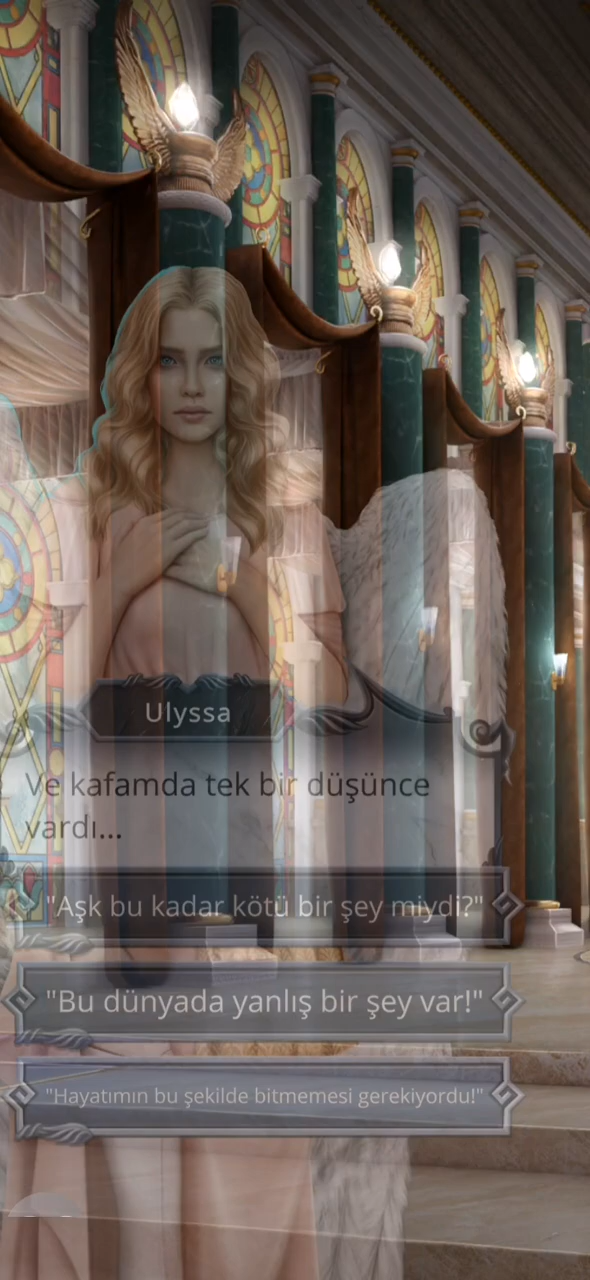 Ulyssa
Ve kafamda tek bir düşünce
vardı...
"Aşk bu kadar kötü bir şey miydi?"
"Bu dünyada yanlış bir şey var!"
"Hayatımın bu şekilde bitmemesi gerekiyordu!"